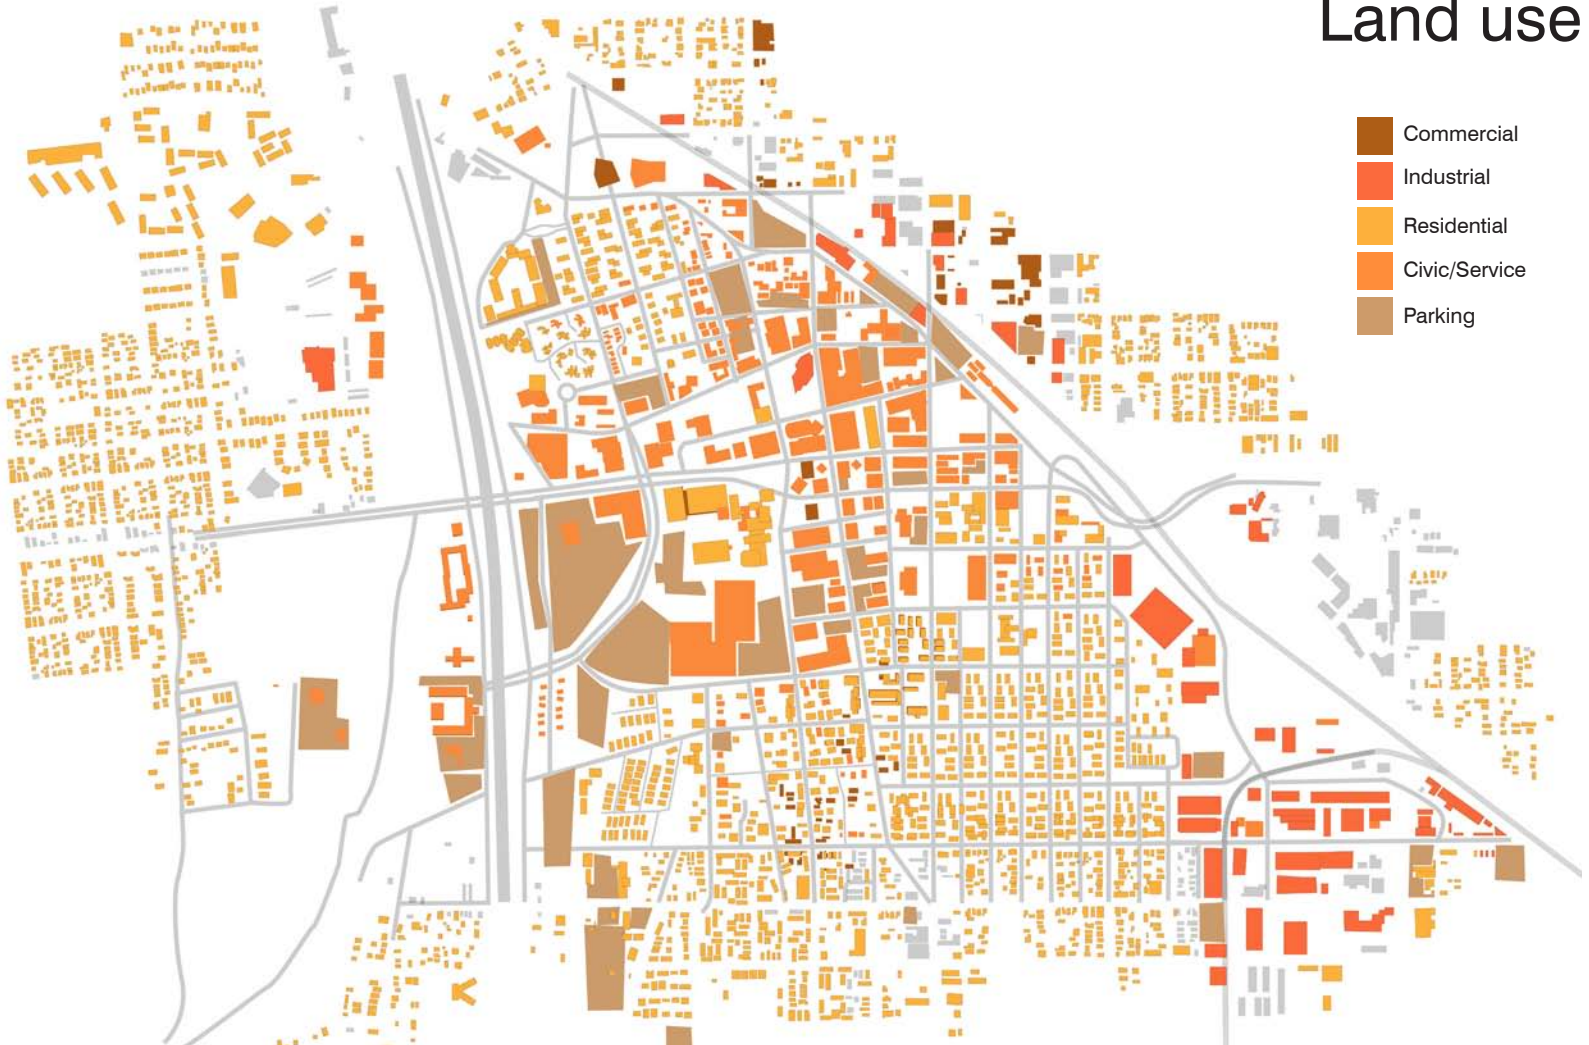 Land use
Commercial
Industrial
Residential
Civic/Service
Parking